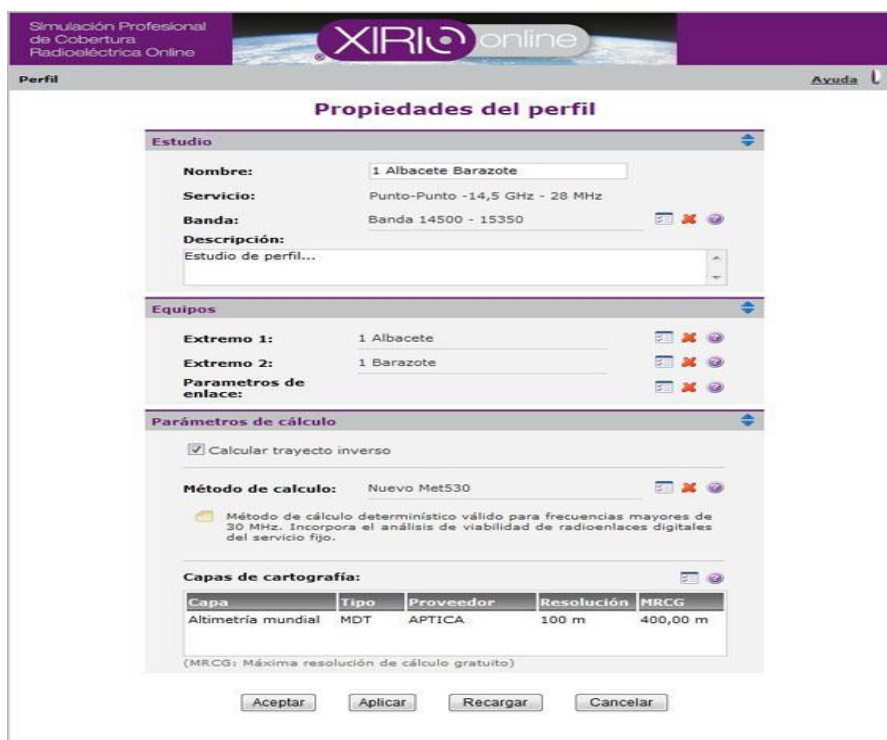 Simulación Profesional
de Cobertura
Radioeléctrica Online
XIRIO online
®
Perfil
Ayuda
Propiedades del perfil
Estudio
Nombre: 1 Albacete Barazote
Servicio: Punto-Punto -14,5 GHz - 28 MHz
Banda: Banda 14500 - 15350
Descripción:
Estudio de perfil...
Equipos
Extremo 1: 1 Albacete
Extremo 2: 1 Barazote
Parametros de
enlace:
Parámetros de cálculo
Calcular trayecto inverso
Método de calculo: Nuevo Met530
Método de cálculo determinístico válido para frecuencias mayores de
30 MHz. Incorpora el análisis de viabilidad de radioenlaces digitales
del servicio fijo.
Capas de cartografía:
Capa Tipo Proveedor Resolución MRCG
Altimetría mundial MDT APTICA 100 m 400,00 m
(MRCG: Máxima resolución de cálculo gratuito)
Aceptar Aplicar Recargar Cancelar